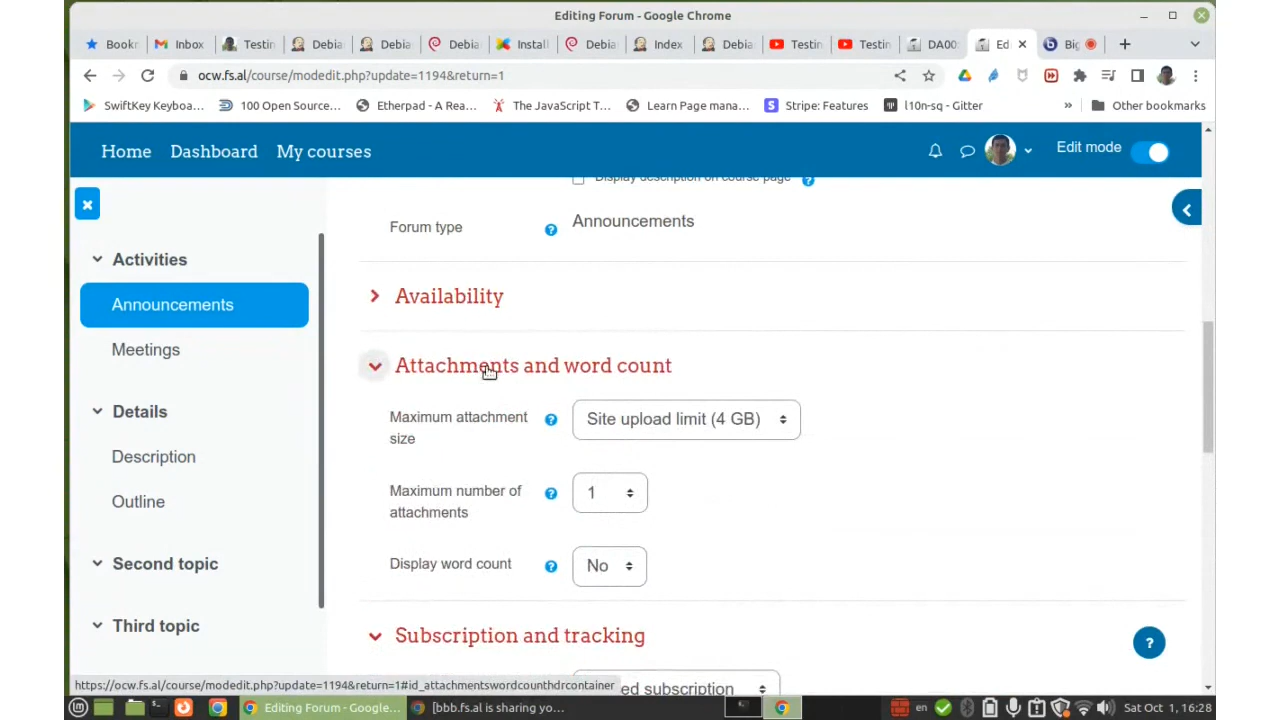 Editing Forum - Google Chrome
Bookr
Inbox
Testin
Debia
Debia
Debia
Install
Debia
Index
Debia
Testin
Testin
DA00
Ed
Big
ocw.fs.al/course/modedit.php?update=1194&return=1
SwiftKey Keyboa...
100 Open Source...
Etherpad - A Rea...
The JavaScript T...
Learn Page mana...
Stripe: Features
l10n-sq - Gitter
»
Other bookmarks
Home
Dashboard
My courses
Edit mode
Display description on course page
Forum type
Announcements
Activities
Announcements
Meetings
Details
Description
Outline
Second topic
Third topic
Availability
Attachments and word count
Maximum attachment
size
Site upload limit (4 GB)
Maximum number of
attachments
1
Display word count
No
Subscription and tracking
ed subscription
https://ocw.fs.al/course/modedit.php?update=1194&return=1#id_attachmentswordcounthdrcontainer
Editing Forum - Google...
[bbb.fs.al is sharing yo...
en
Sat Oct 1, 16:28